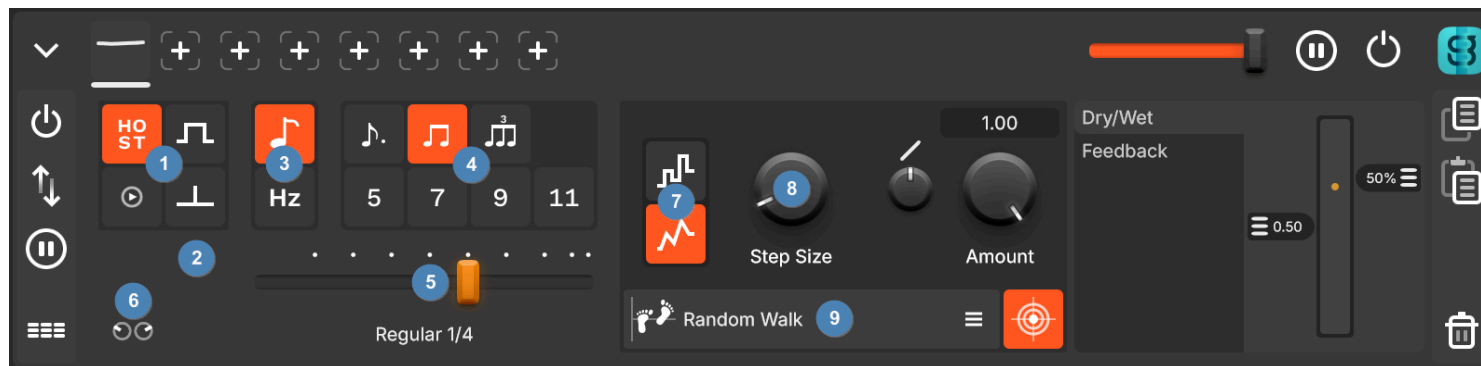 HO
ST
1
3
3
4
Hz
5
7
9
11
2
5
6
Regular 1/4
7
8
Step Size
1.00
Amount
Random Walk
9
Dry/Wet
Feedback
0.50
50%